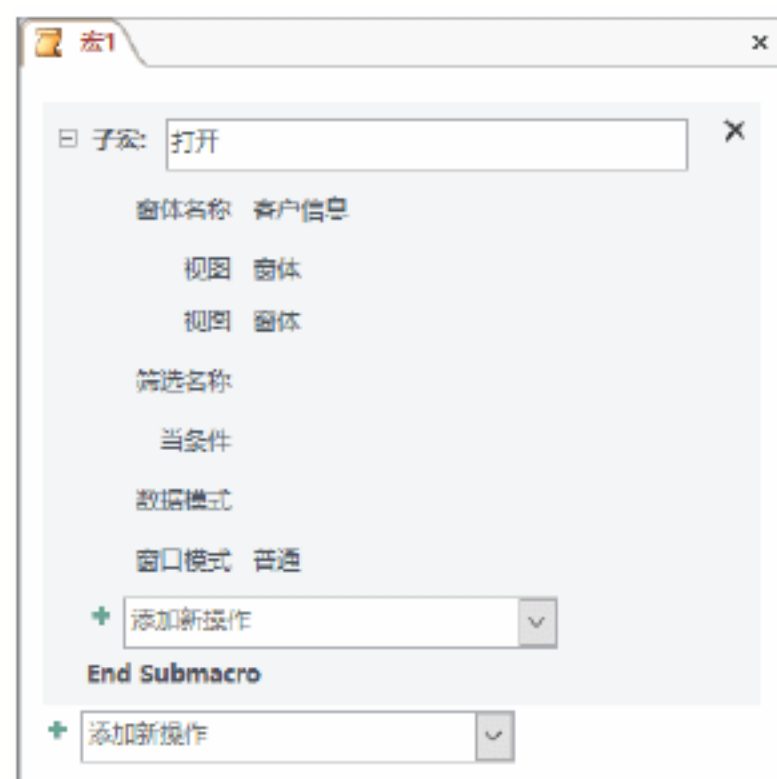 宏1
子宏: 打开
窗体名称 客户信息
视图 窗体
视图 窗体
筛选名称
当条件
数据模式
窗口模式 普通
添加新操作
End Submacro
添加新操作